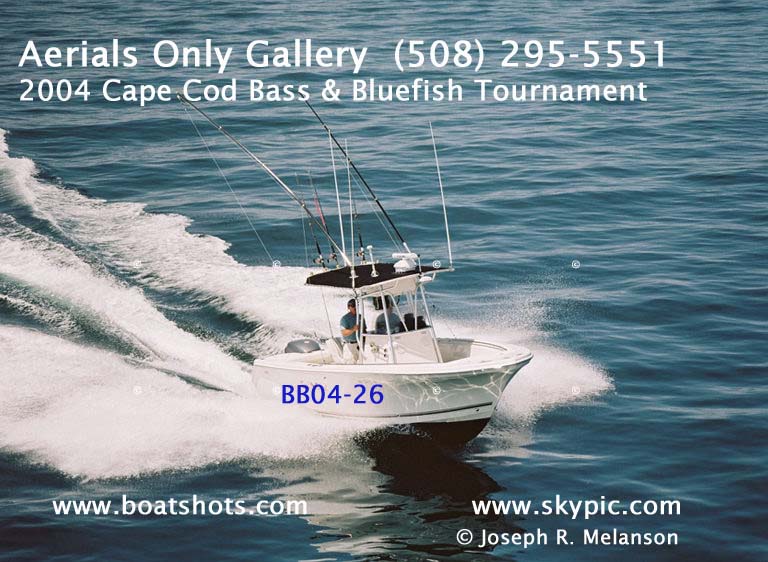 Aerials Only Gallery (508) 295-5551
2004 Cape Cod Bass & Bluefish Tournament
© © ©
BB04-26
© © ©
www.boatshots.com www.skypic.com
© Joseph R. Melanson